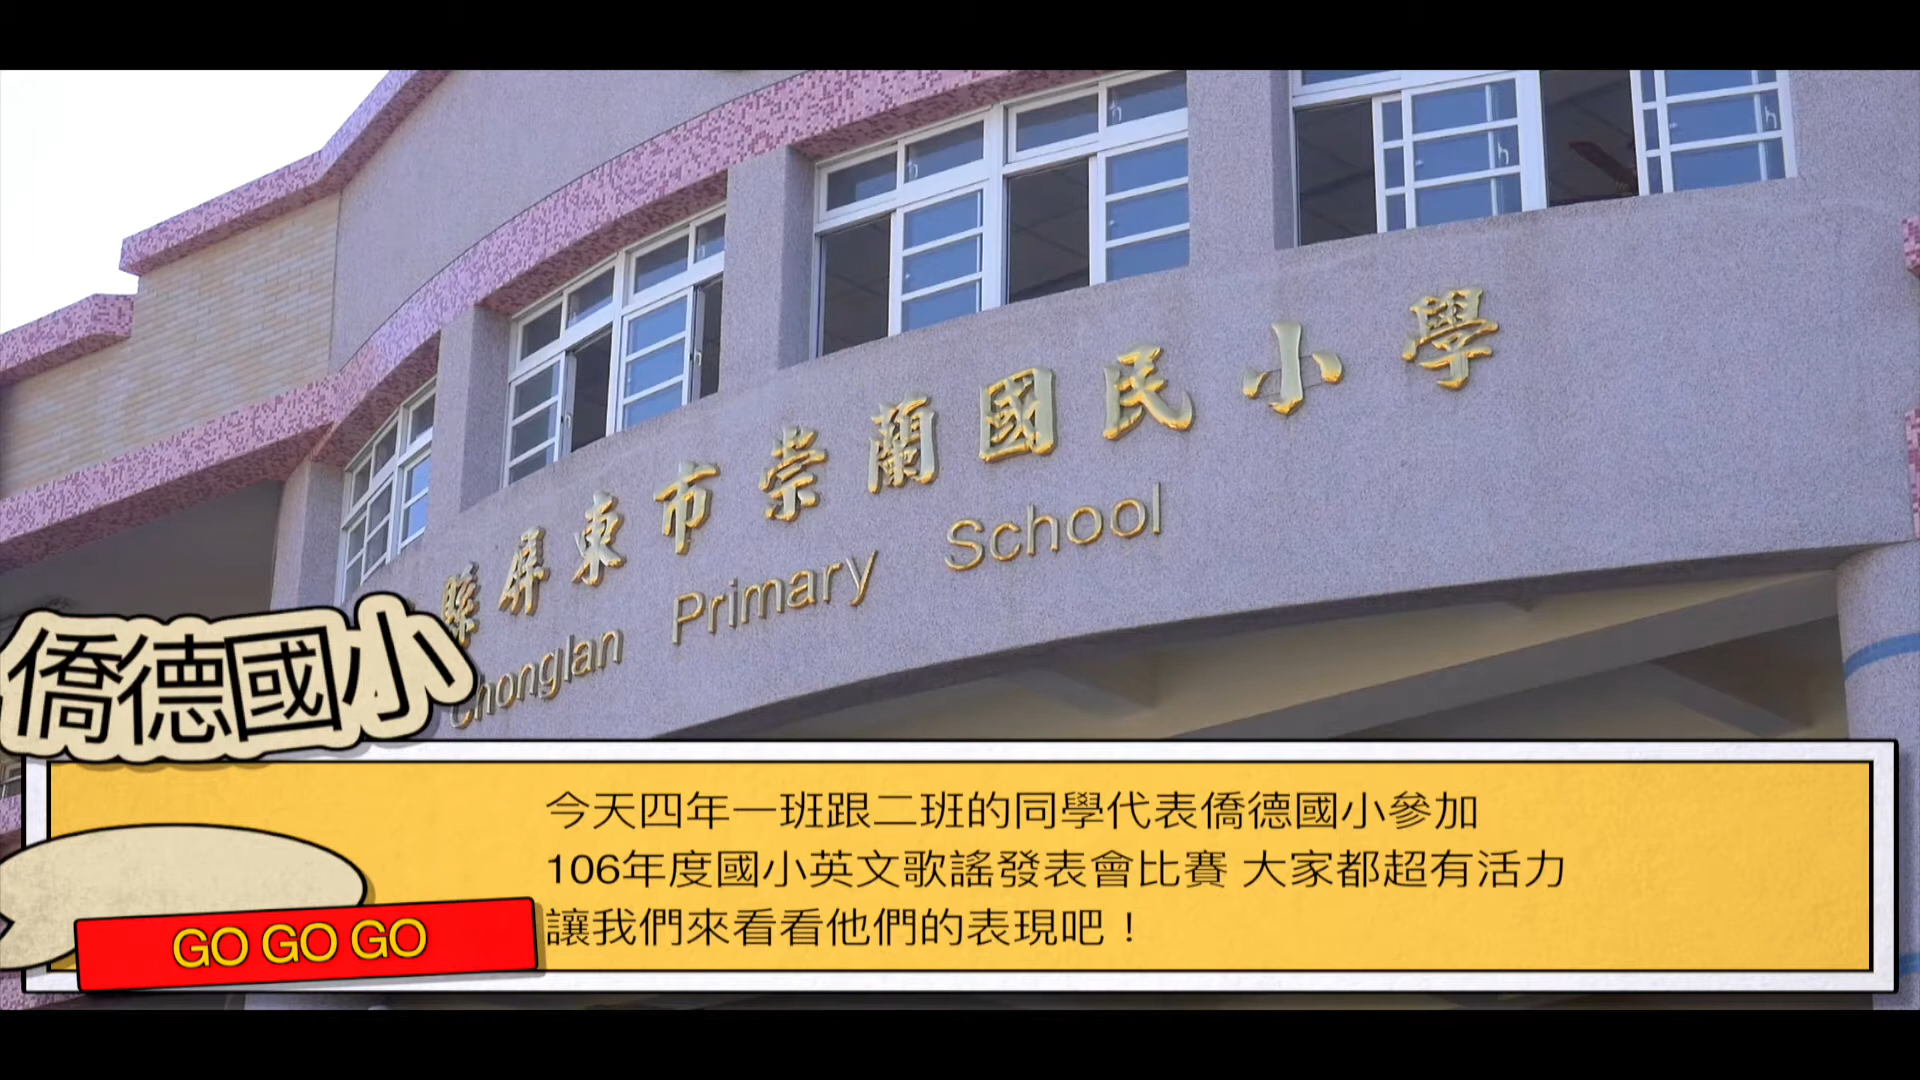 縣屏東市崇蘭國民小學
Chonglan Primary School
僑德國小
今天四年一班跟二班的同學代表僑德國小參加
106年度國小英文歌謠發表會比賽 大家都超有活力
讓我們來看看他們的表現吧！
GO GO GO